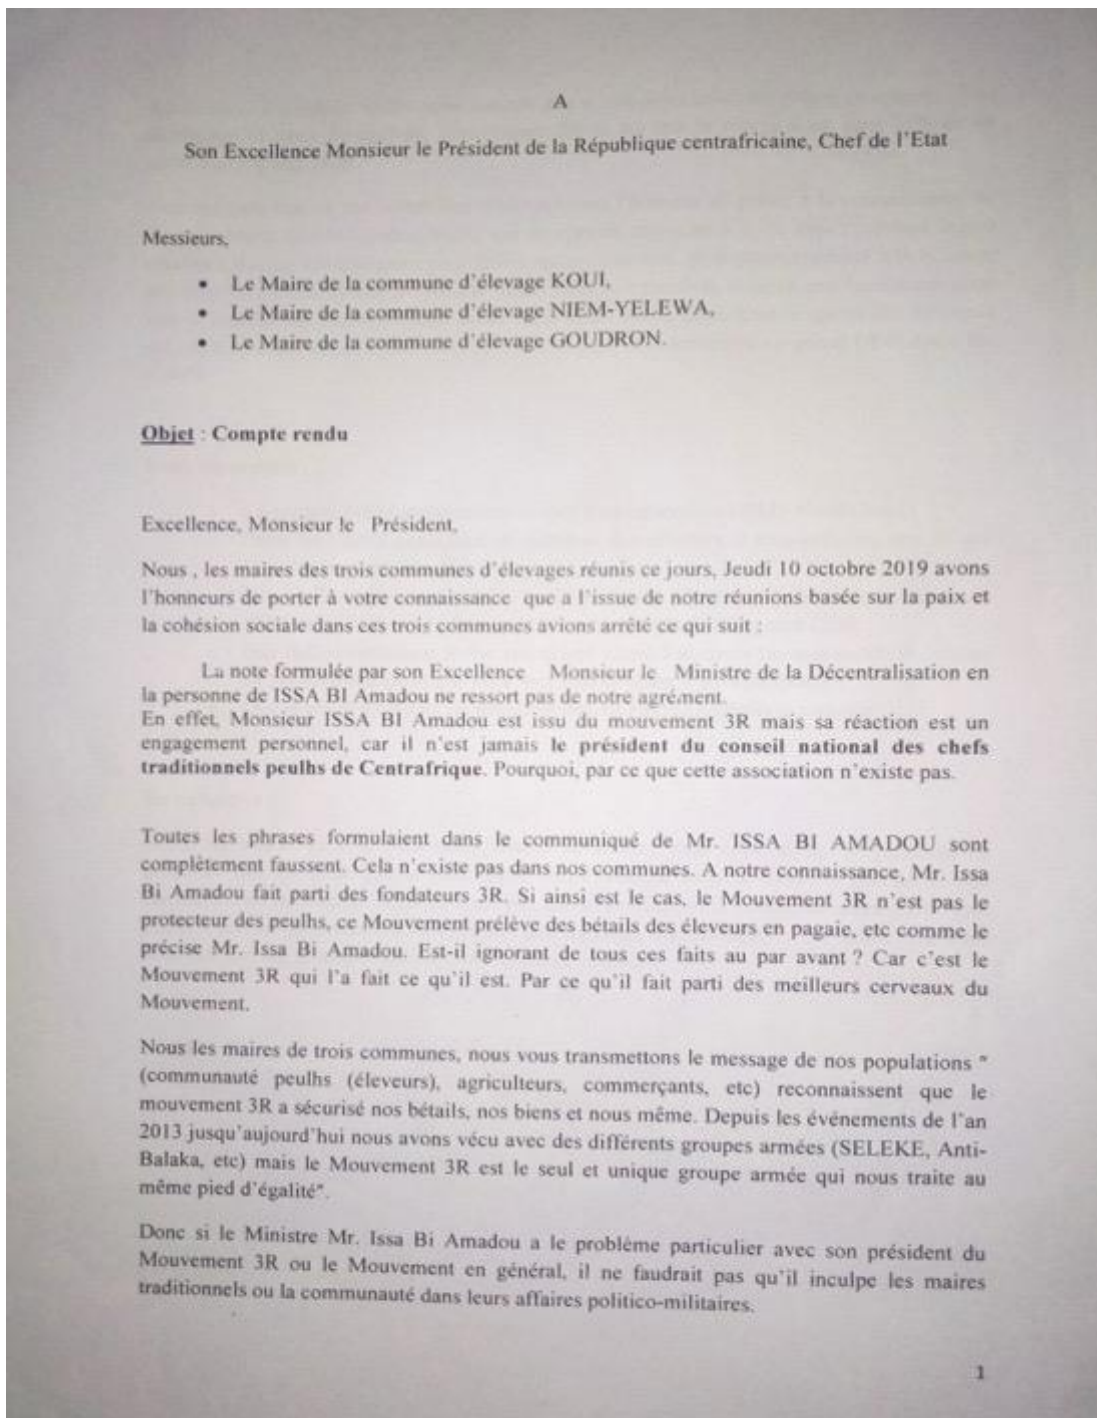 A
Son Excellence Monsieur le Président de la République centrafricaine, Chef de l'Etat
Messieurs,
• Le Maire de la commune d'élevage KOUI,
• Le Maire de la commune d'élevage NIEM-YELEWA,
• Le Maire de la commune d'élevage GOUDRON.
Objet : Compte rendu
Excellence, Monsieur le Président,
Nous , les maires des trois communes d'élevages réunis ce jours, Jeudi 10 octobre 2019 avons
l'honneurs de porter à votre connaissance que a l'issue de notre réunions basée sur la paix et
la cohésion sociale dans ces trois communes avions arrêté ce qui suit :
La note formulée par son Excellence Monsieur le Ministre de la Décentralisation en
la personne de ISSA BI Amadou ne ressort pas de notre agrément.
En effet, Monsieur ISSA BI Amadou est issu du mouvement 3R mais sa réaction est un
engagement personnel, car il n'est jamais le président du conseil national des chefs
traditionnels peulhs de Centrafrique. Pourquoi, par ce que cette association n'existe pas.
Toutes les phrases formulaient dans le communiqué de Mr. ISSA BI AMADOU sont
complètement faussent. Cela n'existe pas dans nos communes. A notre connaissance, Mr. Issa
Bi Amadou fait parti des fondateurs 3R. Si ainsi est le cas, le Mouvement 3R n'est pas le
protecteur des peulhs, ce Mouvement prélève des bétails des éleveurs en pagaie, etc comme le
précise Mr. Issa Bi Amadou. Est-il ignorant de tous ces faits au par avant ? Car c'est le
Mouvement 3R qui l'a fait ce qu'il est. Par ce qu'il fait parti des meilleurs cerveaux du
Mouvement.
Nous les maires de trois communes, nous vous transmettons le message de nos populations "
(communauté peulhs (éleveurs), agriculteurs, commerçants, etc) reconnaissent que le
mouvement 3R a sécurisé nos bétails, nos biens et nous même. Depuis les événements de l'an
2013 jusqu'aujourd'hui nous avons vécu avec des différents groupes armées (SELEKE, Anti-
Balaka, etc) mais le Mouvement 3R est le seul et unique groupe armée qui nous traite au
même pied d'égalité".
Donc si le Ministre Mr. Issa Bi Amadou a le problème particulier avec son président du
Mouvement 3R ou le Mouvement en général, il ne faudrait pas qu'il inculpe les maires
traditionnels ou la communauté dans leurs affaires politico-militaires.
1